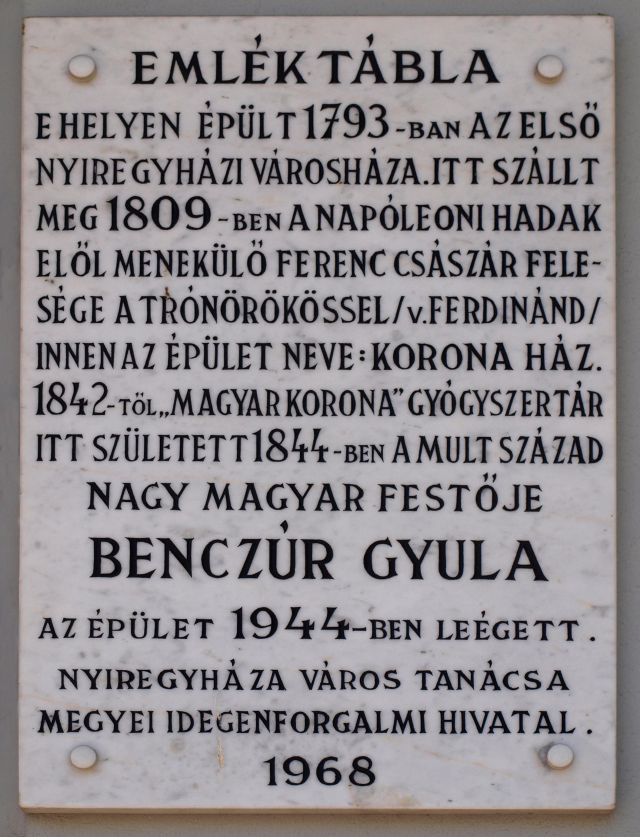 EMLÉKTÁBLA
E HELYEN ÉPÜLT 1793-BAN AZ ELSŐ
NYIREGYHÁZI VÁROSHÁZA. ITT SZÁLLT
MEG 1809-BEN A NAPÓLEONI HADAK
ELŐL MENEKÜLŐ FERENC CSÁSZÁR FELE-
SÉGE A TRÓNÖRÖKÖSSEL /V. FERDINÁND/
INNEN AZ ÉPÜLET NEVE: KORONA HÁZ.
1842-TÖL „MAGYAR KORONA” GYÓGYSZERTÁR
ITT SZÜLETETT 1844-BEN A MULT SZÁZAD
NAGY MAGYAR FESTŐJE
BENCZÚR GYULA
AZ ÉPÜLET 1944-BEN LEÉGETT.
NYIREGYHÁZA VÁROS TANÁCSA
MEGYEI IDEGENFORGALMI HIVATAL.
1968